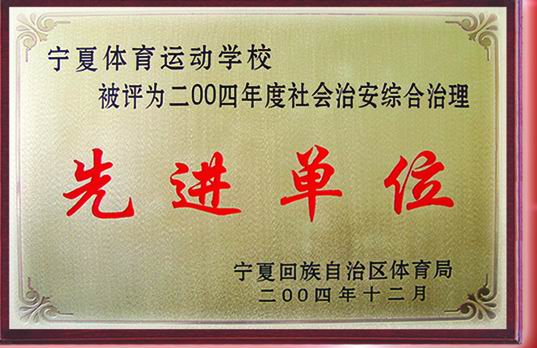 宁夏体育运动学校
被评为二00四年度社会治安综合治理
先进单位
宁夏回族自治区体育局
二00四年十二月